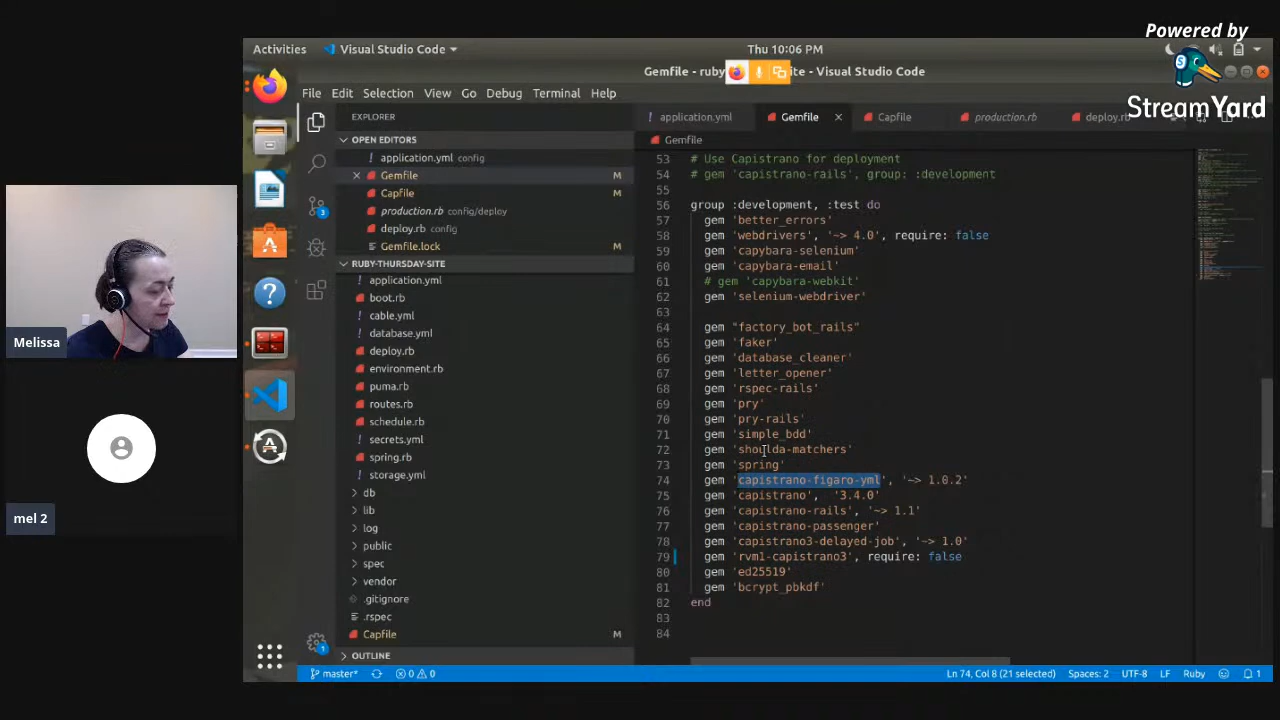 Powered by
StreamYard
Activities
Visual Studio Code
Thu 10:06 PM
Gemfile - ruby
ite - Visual Studio Code
File Edit Selection View Go Debug Terminal Help
EXPLORER
OPEN EDITORS
application.yml config
Gemfile M
Capfile M
production.rb config/deploy
deploy.rb config
Gemfile.lock M
RUBY-THURSDAY-SITE
application.yml
boot.rb
cable.yml
database.yml
deploy.rb
environment.rb
puma.rb
routes.rb
schedule.rb
secrets.yml
spring.rb
storage.yml
db
lib
log
public
spec
vendor
.gitignore
.rspec
Capfile M
OUTLINE
3
1
application.yml Gemfile Capfile production.rb deploy.rb
Gemfile
53 # Use Capistrano for deployment
54 # gem 'capistrano-rails', group: :development
55
56 group :development, :test do
57 gem 'better_errors'
58 gem 'webdrivers', '~> 4.0', require: false
59 gem 'capybara-selenium'
60 gem 'capybara-email'
61 # gem 'capybara-webkit
62 gem 'selenium-webdriver'
63
64 gem "factory_bot_rails"
65 gem 'faker'
66 gem 'database_cleaner'
67 gem 'letter_opener'
68 gem 'rspec-rails'
69 gem 'pry'
70 gem 'pry-rails'
71 gem 'simple_bdd'
72 gem 'shoulda-matchers'
73 gem 'spring'
74 gem 'capistrano-figaro-yml', '~> 1.0.2'
75 gem 'capistrano', '3.4.0'
76 gem 'capistrano-rails', '~> 1.1'
77 gem 'capistrano-passenger'
78 gem 'capistrano3-delayed-job', '~> 1.0'
79 gem 'rvm1-capistrano3', require: false
80 gem 'ed25519'
81 gem 'bcrypt_pbkdf'
82 end
83
84
master* 0 0 Ln 74, Col 8 (21 selected) Spaces: 2 UTF-8 LF Ruby 1
Melissa
mel 2